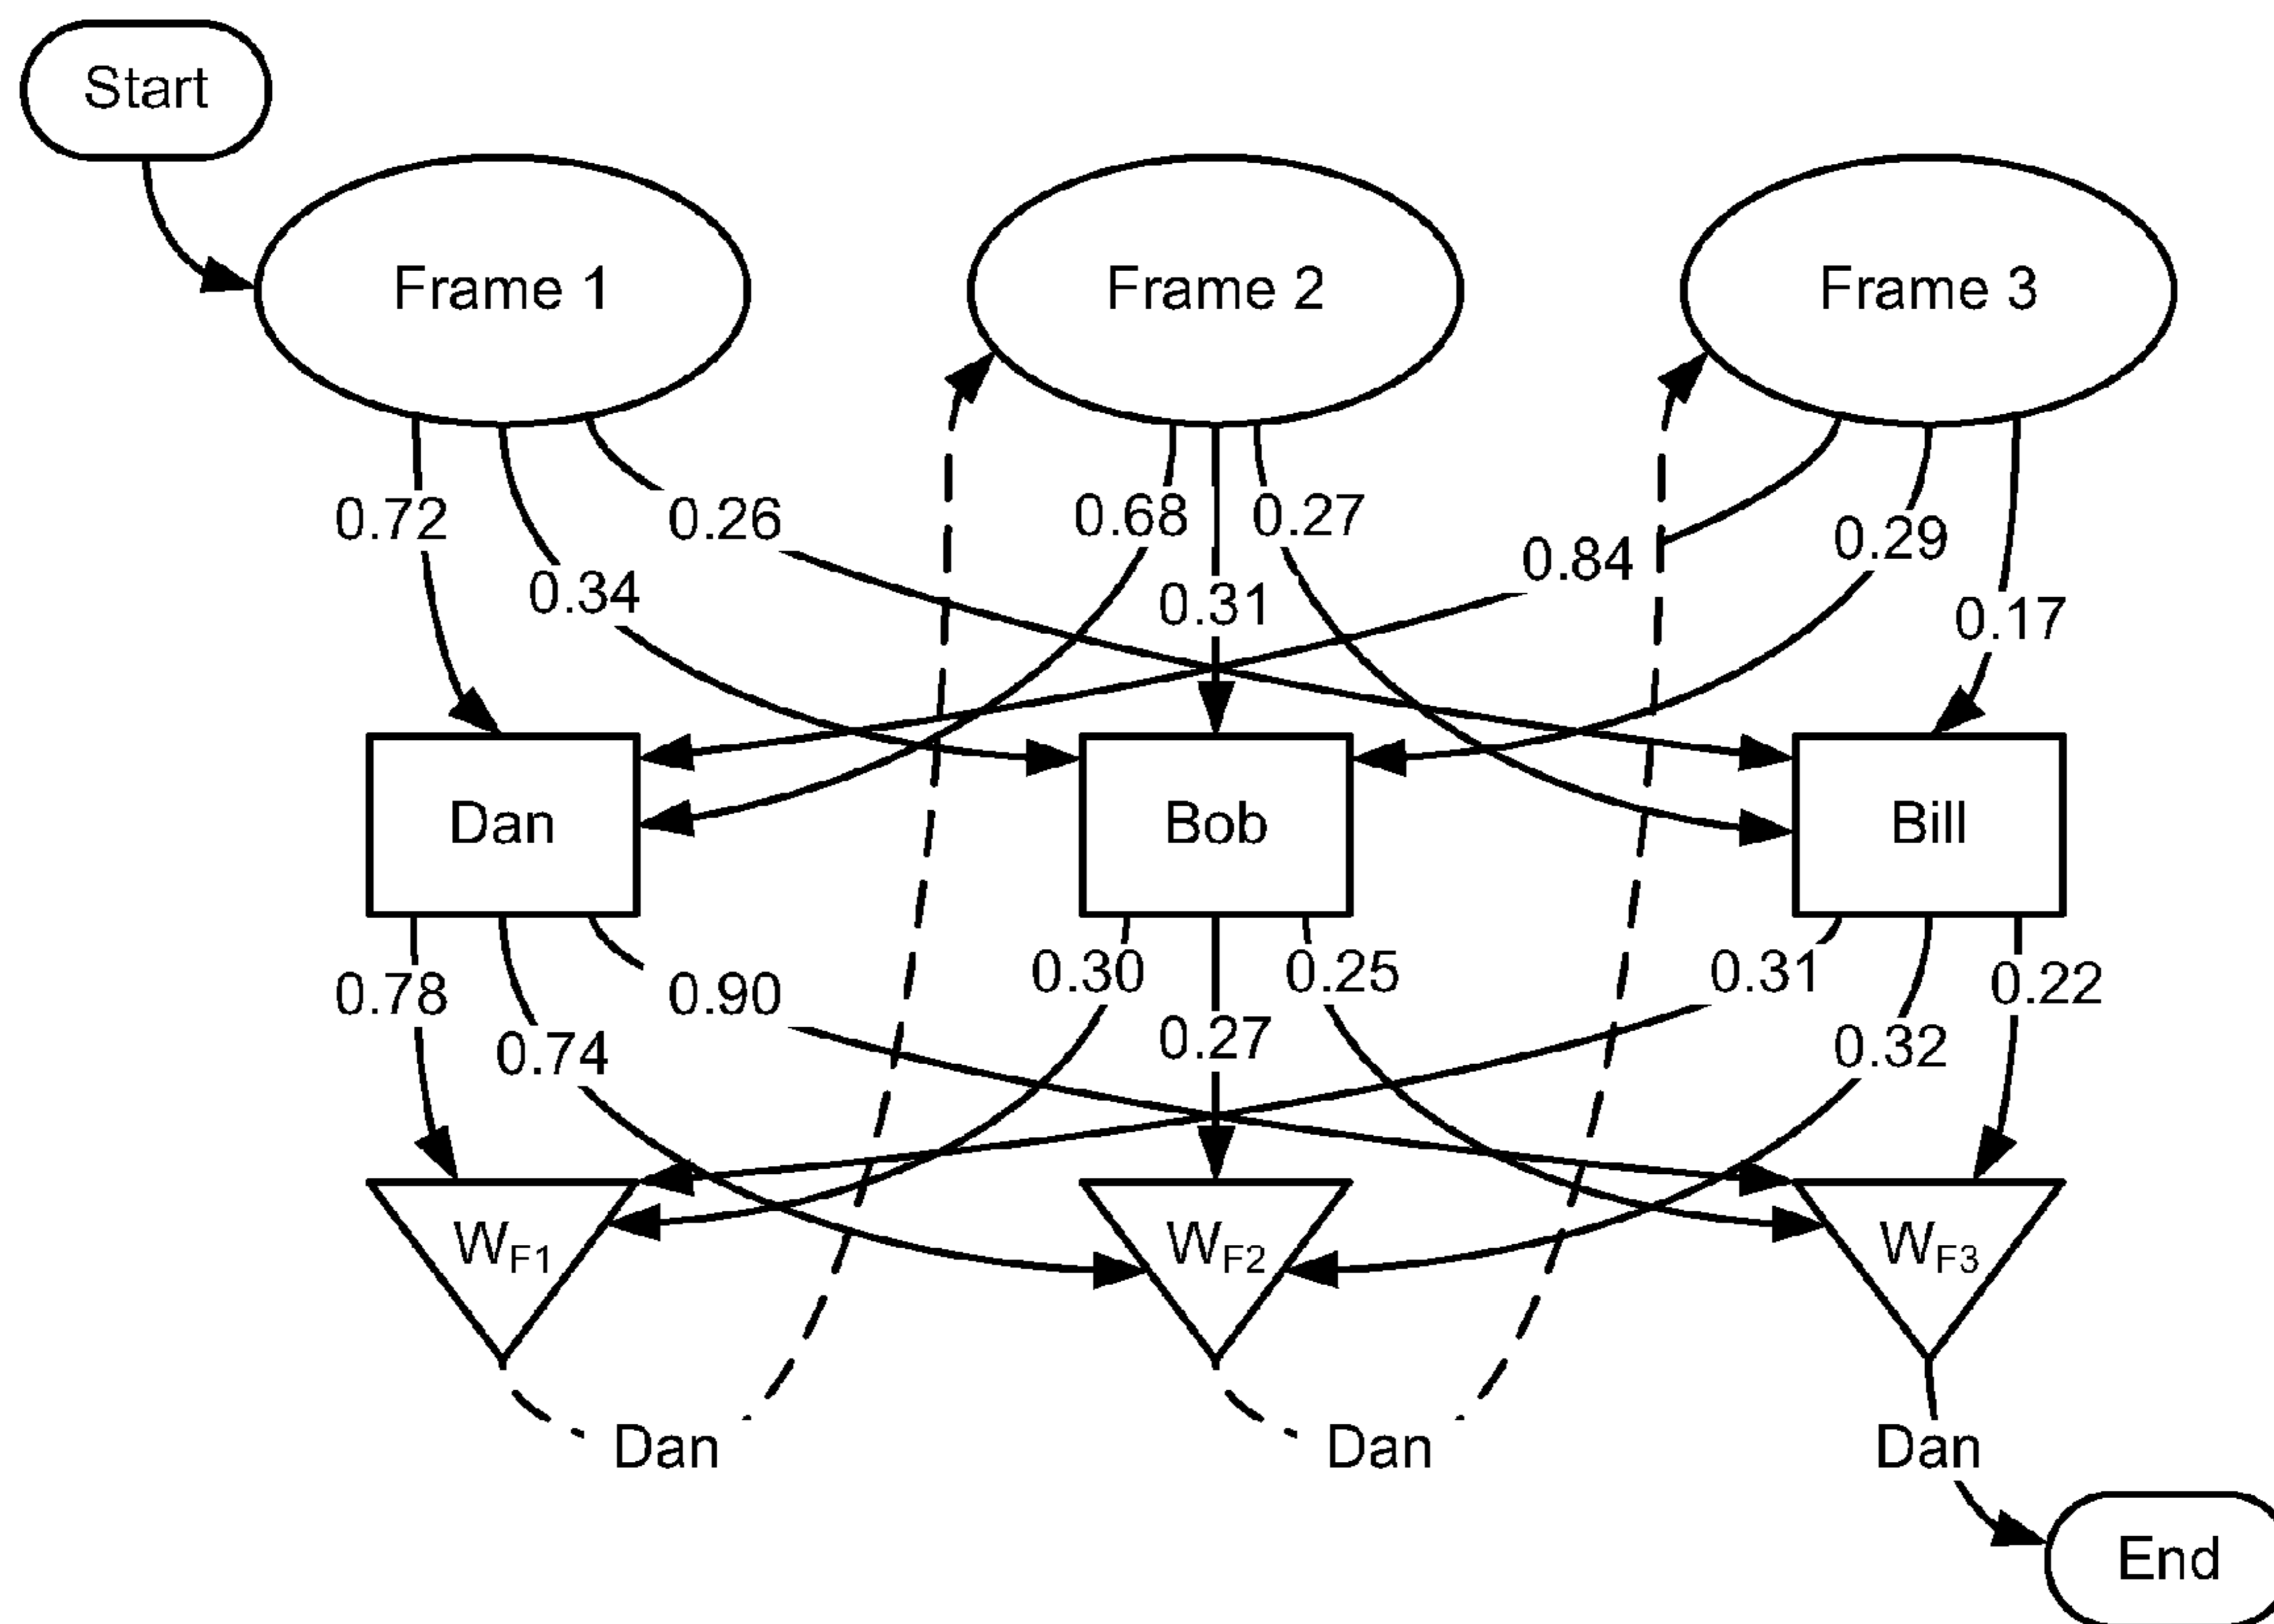 Start
Frame 1
Frame 2
Frame 3
0.72
0.34
0.26
0.68
0.31
0.27
0.84
0.29
0.17
Dan
Bob
Bill
0.78
0.74
0.90
0.30
0.27
0.25
0.31
0.32
0.22
WF1
WF2
WF3
Dan
Dan
Dan
End